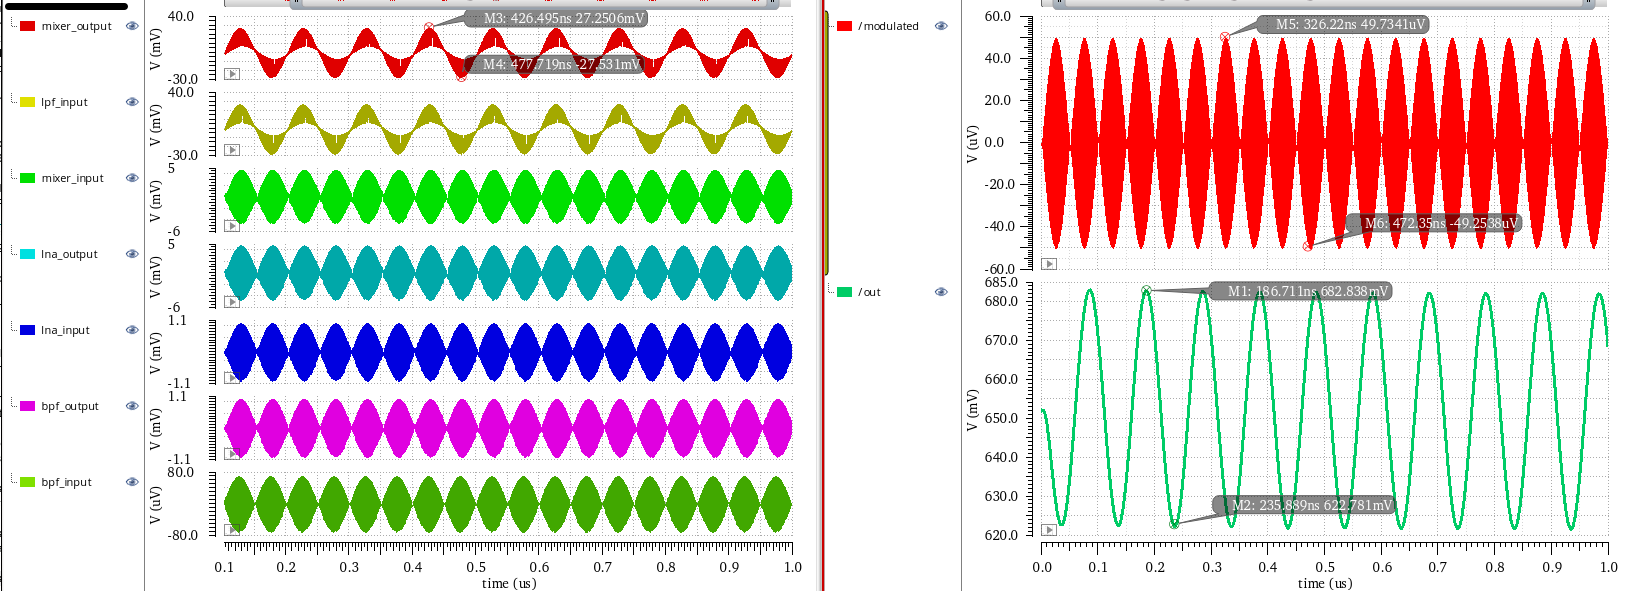 mixer_output
40.0
V (mV)
-30.0
M3: 426.495ns 27.2506mV
M4: 477.719ns -27.531mV
lpf_input
40.0
V (mV)
-30.0
mixer_input
5
V (mV)
-6
lna_output
5
V (mV)
-6
lna_input
1.1
V (mV)
-1.1
bpf_output
1.1
V (mV)
-1.1
bpf_input
80.0
V (uV)
-80.0
0.1 0.2 0.3 0.4 0.5 0.6 0.7 0.8 0.9 1.0
time (us)
/modulated
60.0
40.0
20.0
0.0
-20.0
-40.0
-60.0
V (uV)
M5: 326.22ns 49.7341uV
M6: 472.35ns -49.2538uV
/out
685.0
680.0
670.0
660.0
650.0
640.0
630.0
620.0
V (mV)
M1: 186.711ns 682.838mV
M2: 235.889ns 622.781mV
0.0 0.1 0.2 0.3 0.4 0.5 0.6 0.7 0.8 0.9 1.0
time (us)